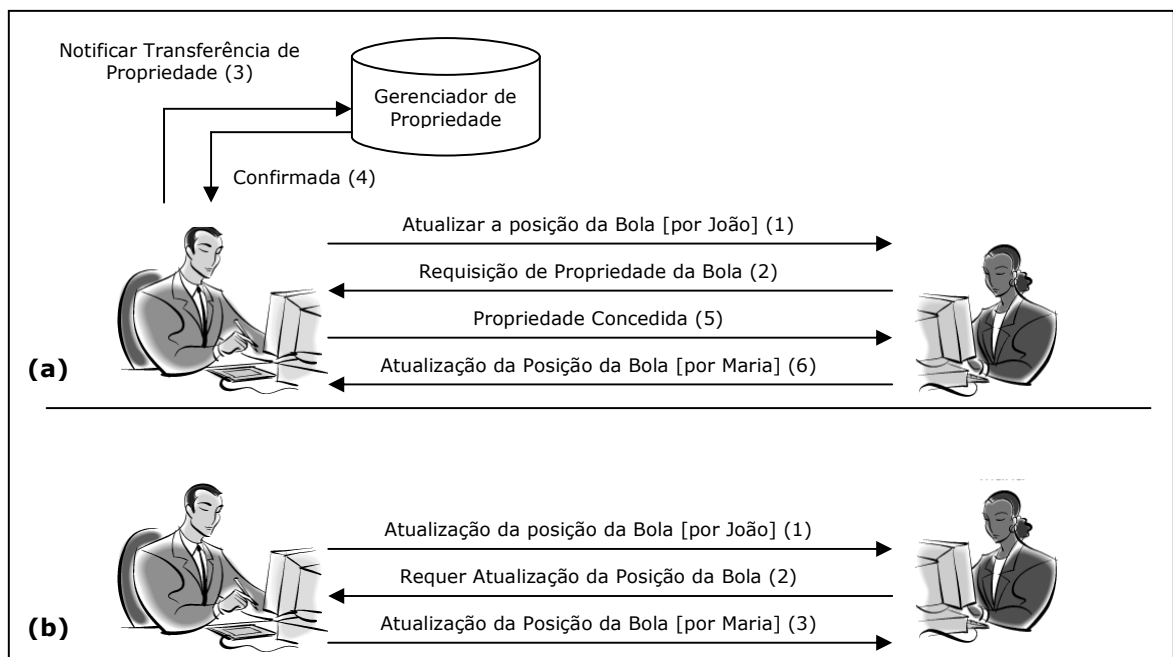 Notificar Transferência de
Propriedade (3)
Gerenciador de
Propriedade
Confirmada (4)
Atualizar a posição da Bola [por João] (1)
Requisição de Propriedade da Bola (2)
Propriedade Concedida (5)
Atualização da Posição da Bola [por Maria] (6)
(a)
Atualização da posição da Bola [por João] (1)
Requer Atualização da Posição da Bola (2)
Atualização da Posição da Bola [por Maria] (3)
(b)